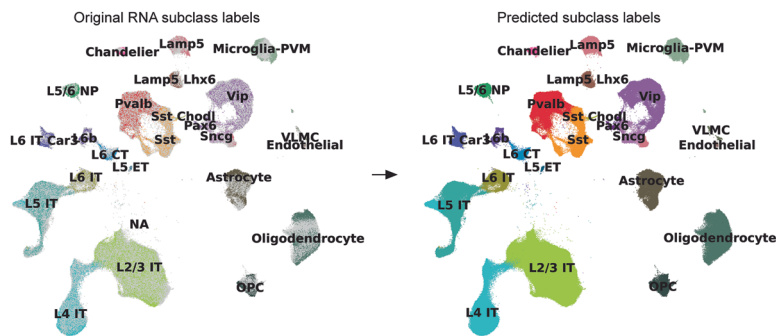 Original RNA subclass labels
Chandelier
Lamp5
Microglia-PVM
Lamp5 Lhx6
L5/6 NP
Pvalb
Vip
Sst Chodl
Pax6
L6 IT Car3
L6b
Sst
Sncg
VLMC
Endothelial
L6 CT
L5 ET
L6 IT
Astrocyte
L5 IT
NA
Oligodendrocyte
L2/3 IT
OPC
L4 IT
Predicted subclass labels
Chandelier
Lamp5
Microglia-PVM
Lamp5 Lhx6
L5/6 NP
Pvalb
Vip
Sst Chodl
Pax6
L6 IT Car3
L6b
Sst
Sncg
VLMC
Endothelial
L6 CT
L5 ET
L6 IT
Astrocyte
L5 IT
Oligodendrocyte
L2/3 IT
OPC
L4 IT